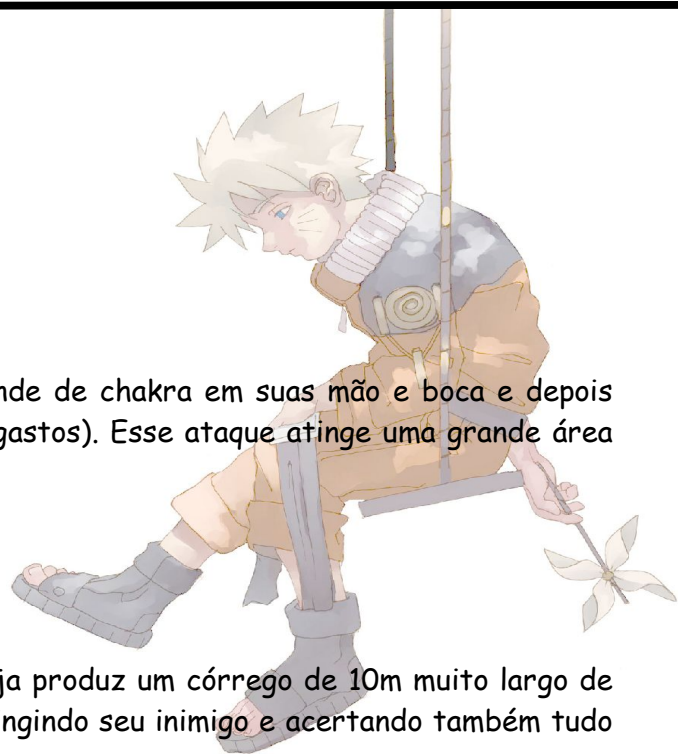 nde de chakra em suas mão e boca e depois
gastos). Esse ataque atinge uma grande área
ja produz um córrego de 10m muito largo de
ngindo seu inimigo e acertando também tudo